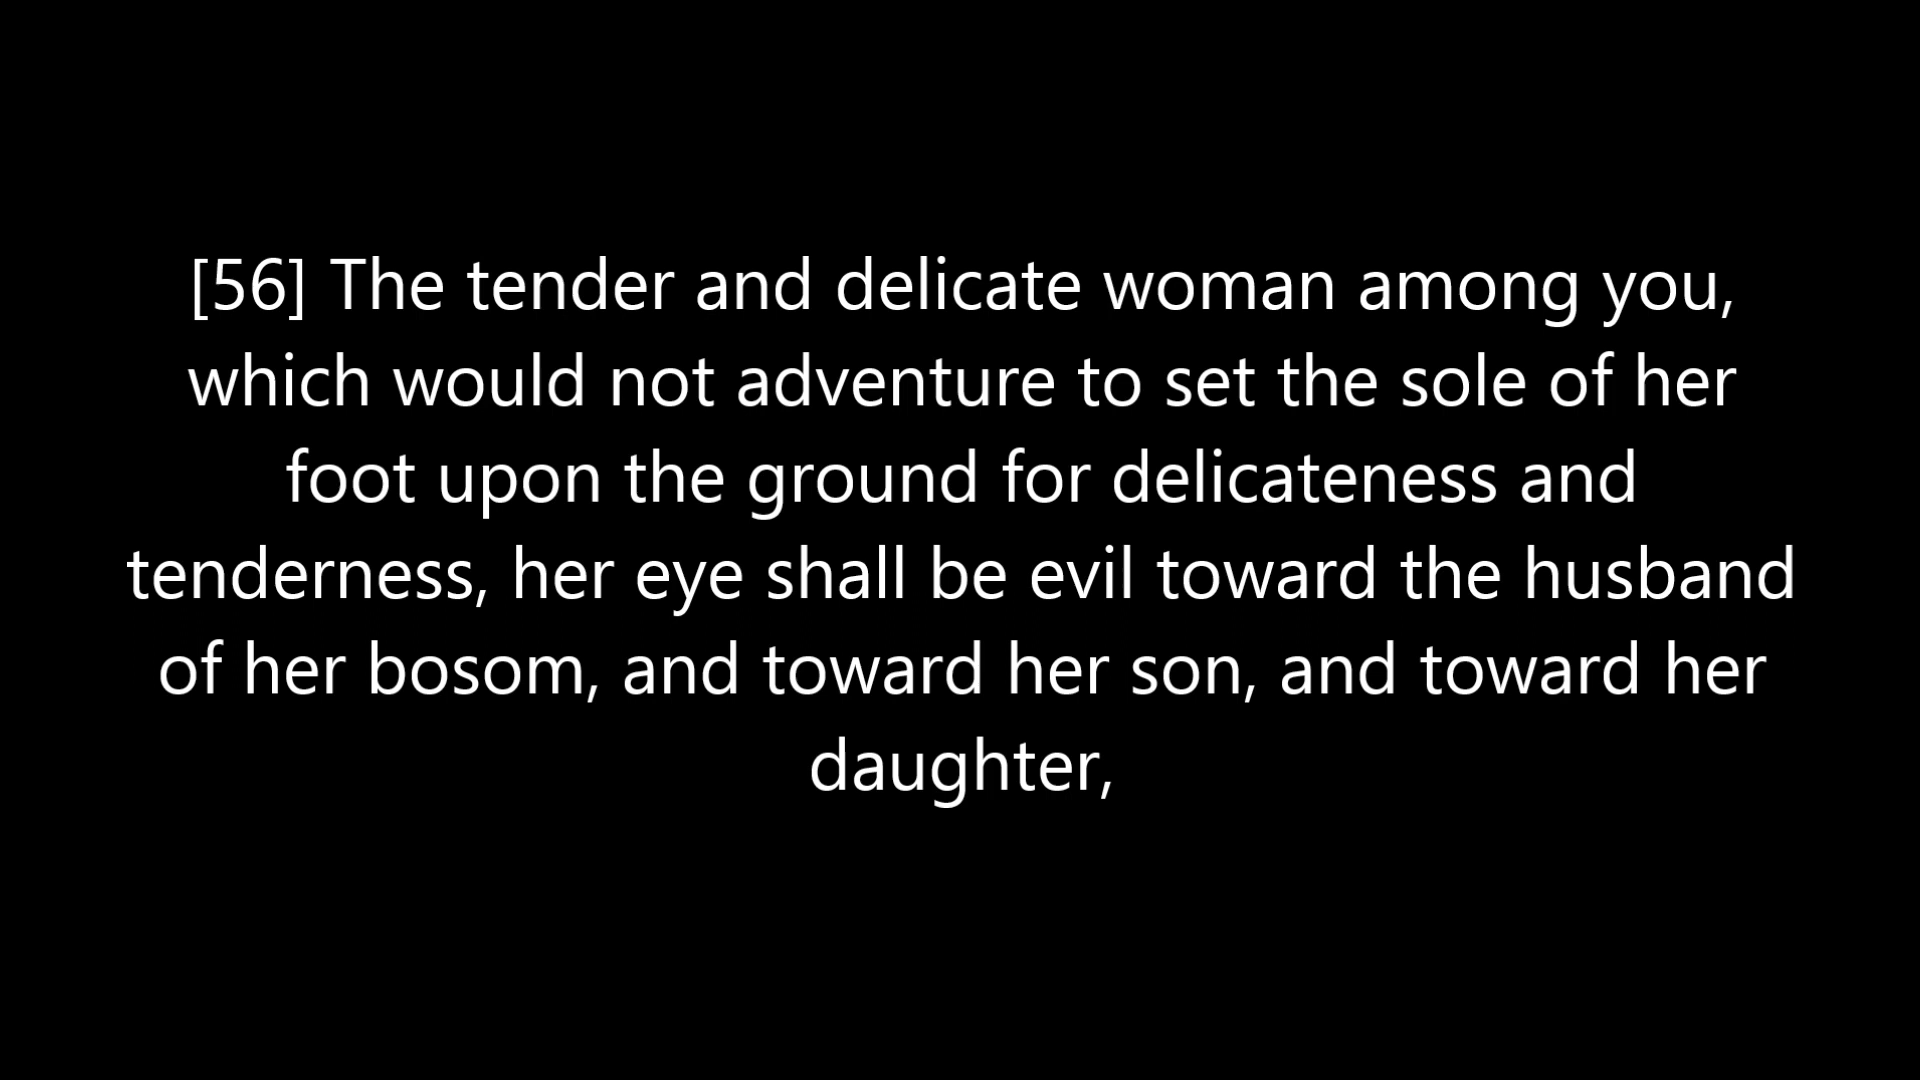 [56] The tender and delicate woman among you,
which would not adventure to set the sole of her
foot upon the ground for delicateness and
tenderness, her eye shall be evil toward the husband
of her bosom, and toward her son, and toward her
daughter,